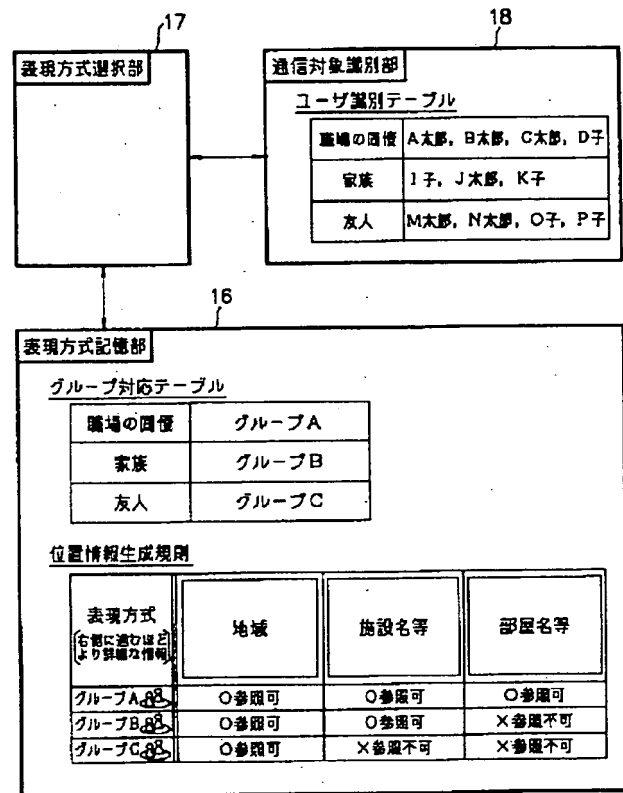 17
表現方式選択部
18
通信対象識別部
ユーザ識別テーブル
職場の同僚 A太郎, B太郎, C太郎, D子
家族 I子, J太郎, K子
友人 M太郎, N太郎, O子, P子
16
表現方式記憶部
グループ対応テーブル
職場の同僚 グループA
家族 グループB
友人 グループC
位置情報生成規則
表現方式
右側に進むほど
より詳細な情報
地域 施設名等 部屋名等
グループA ○参照可 ○参照可 ○参照可
グループB ○参照可 ○参照可 ×参照不可
グループC ○参照可 ×参照不可 ×参照不可